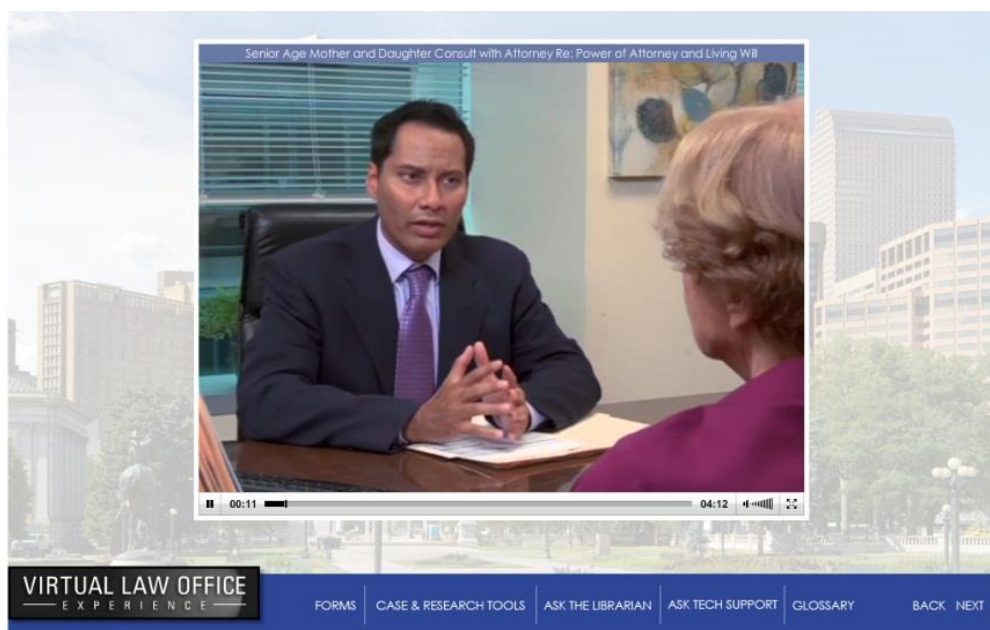 Senior Age Mother and Daughter Consult with Attorney Re: Power of Attorney and Living Will
00:11
04:12
VIRTUAL LAW OFFICE
EXPERIENCE
FORMS
CASE & RESEARCH TOOLS
ASK THE LIBRARIAN
ASK TECH SUPPORT
GLOSSARY
BACK
NEXT